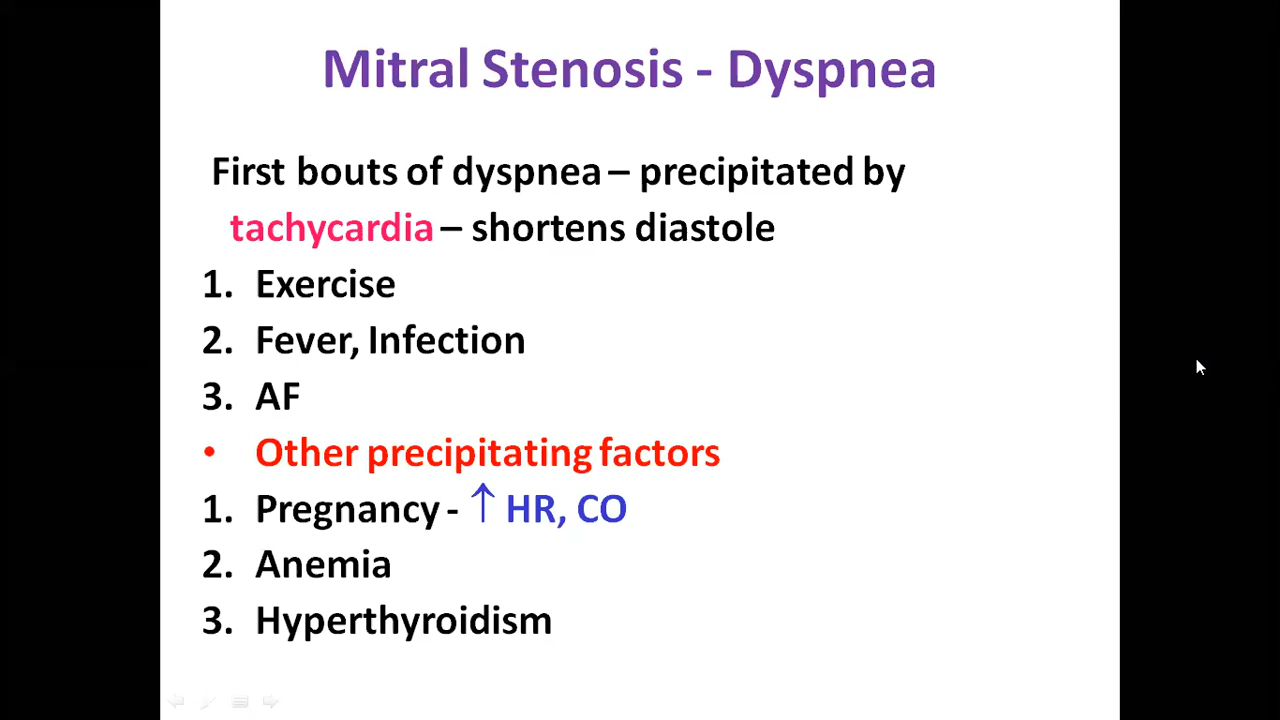 Mitral Stenosis - Dyspnea
First bouts of dyspnea – precipitated by
tachycardia – shortens diastole
1. Exercise
2. Fever, Infection
3. AF
• Other precipitating factors
1. Pregnancy - ↑ HR, CO
2. Anemia
3. Hyperthyroidism